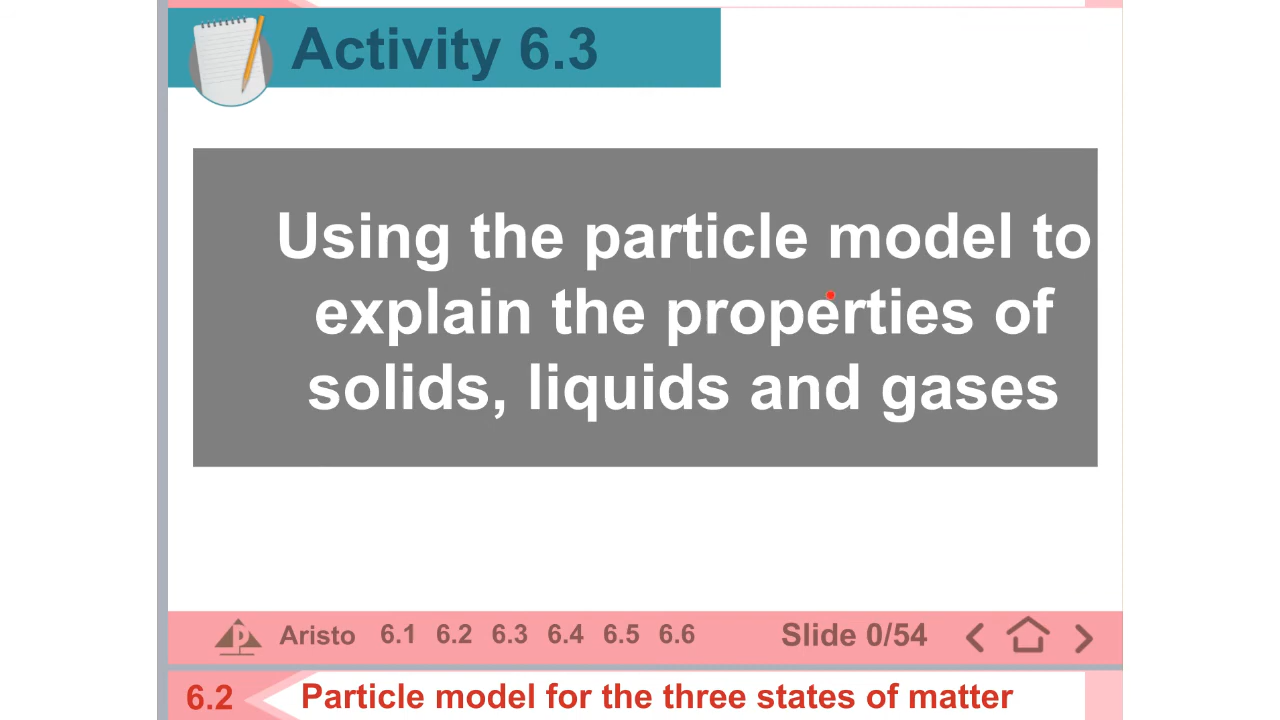 Activity 6.3
Using the particle model to
explain the properties of
solids, liquids and gases
Aristo 6.1 6.2 6.3 6.4 6.5 6.6 Slide 0/54
6.2 Particle model for the three states of matter